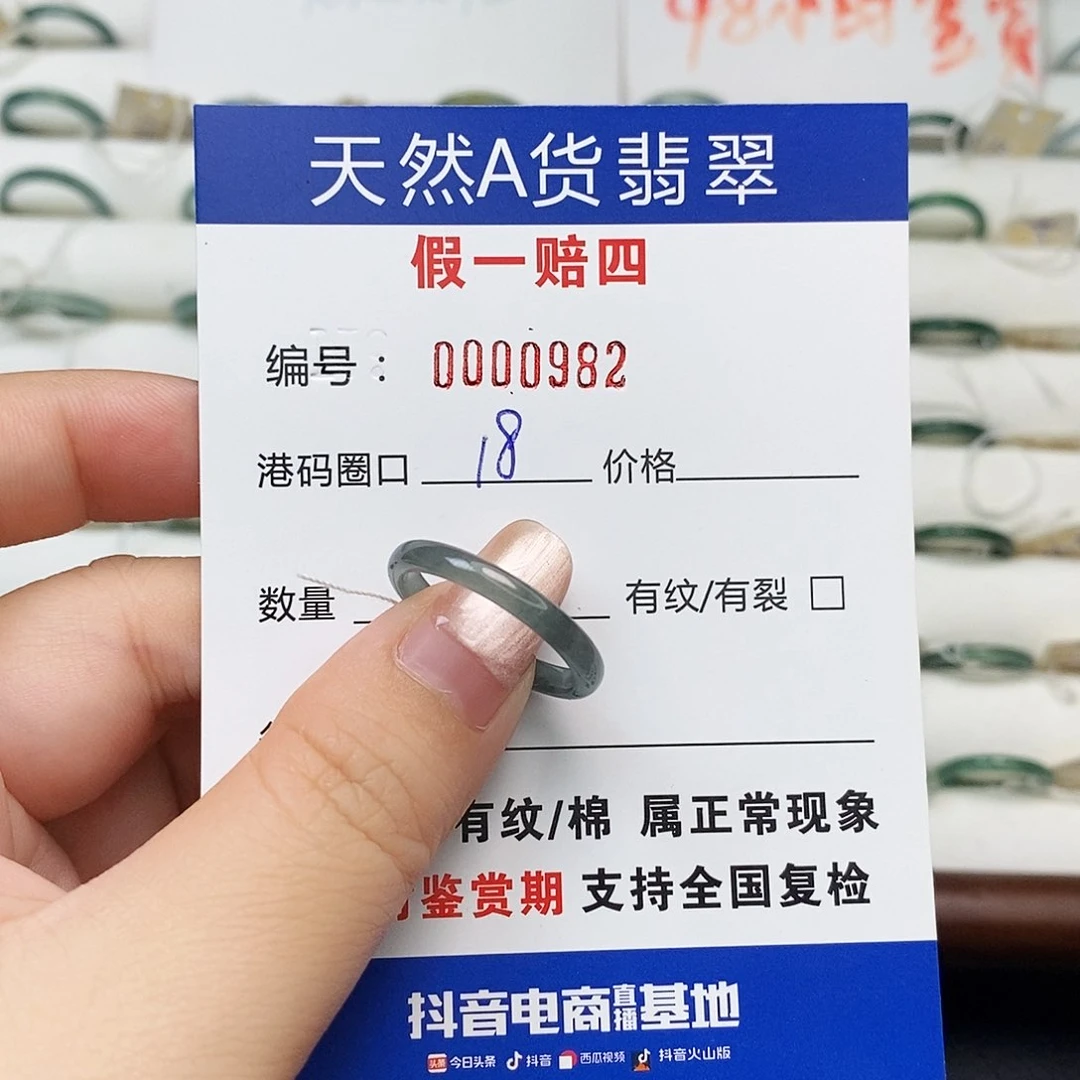 天然A货翡翠
假一赔四
编号： 0000982
港码圈口 18 价格
数量 有纹/有裂 □
有纹/棉 属正常现象
鉴赏期 支持全国复检
抖音电商直播基地
头条 今日头条 抖音 西瓜视频 抖音火山版